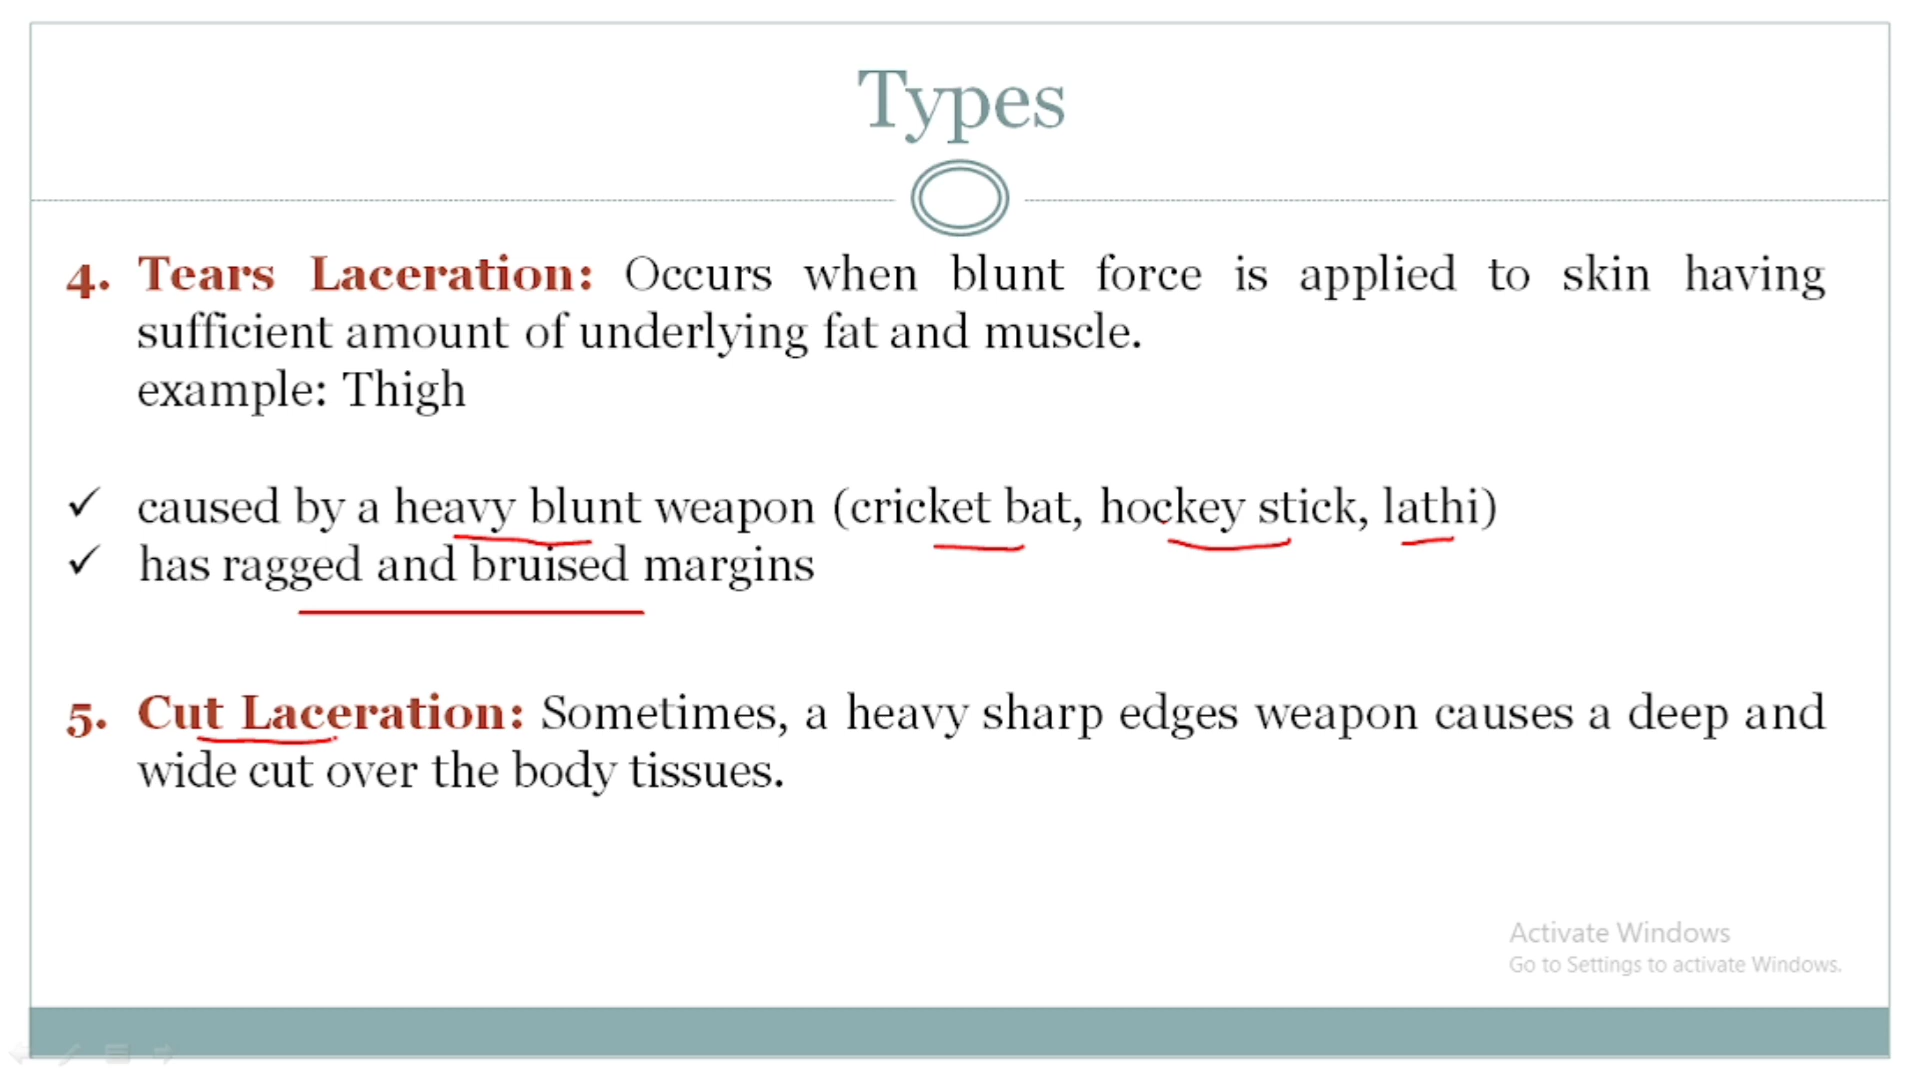 Types
4. Tears Laceration: Occurs when blunt force is applied to skin having
sufficient amount of underlying fat and muscle.
example: Thigh
✓ caused by a heavy blunt weapon (cricket bat, hockey stick, lathi)
✓ has ragged and bruised margins
5. Cut Laceration: Sometimes, a heavy sharp edges weapon causes a deep and
wide cut over the body tissues.
Activate Windows
Go to Settings to activate Windows.